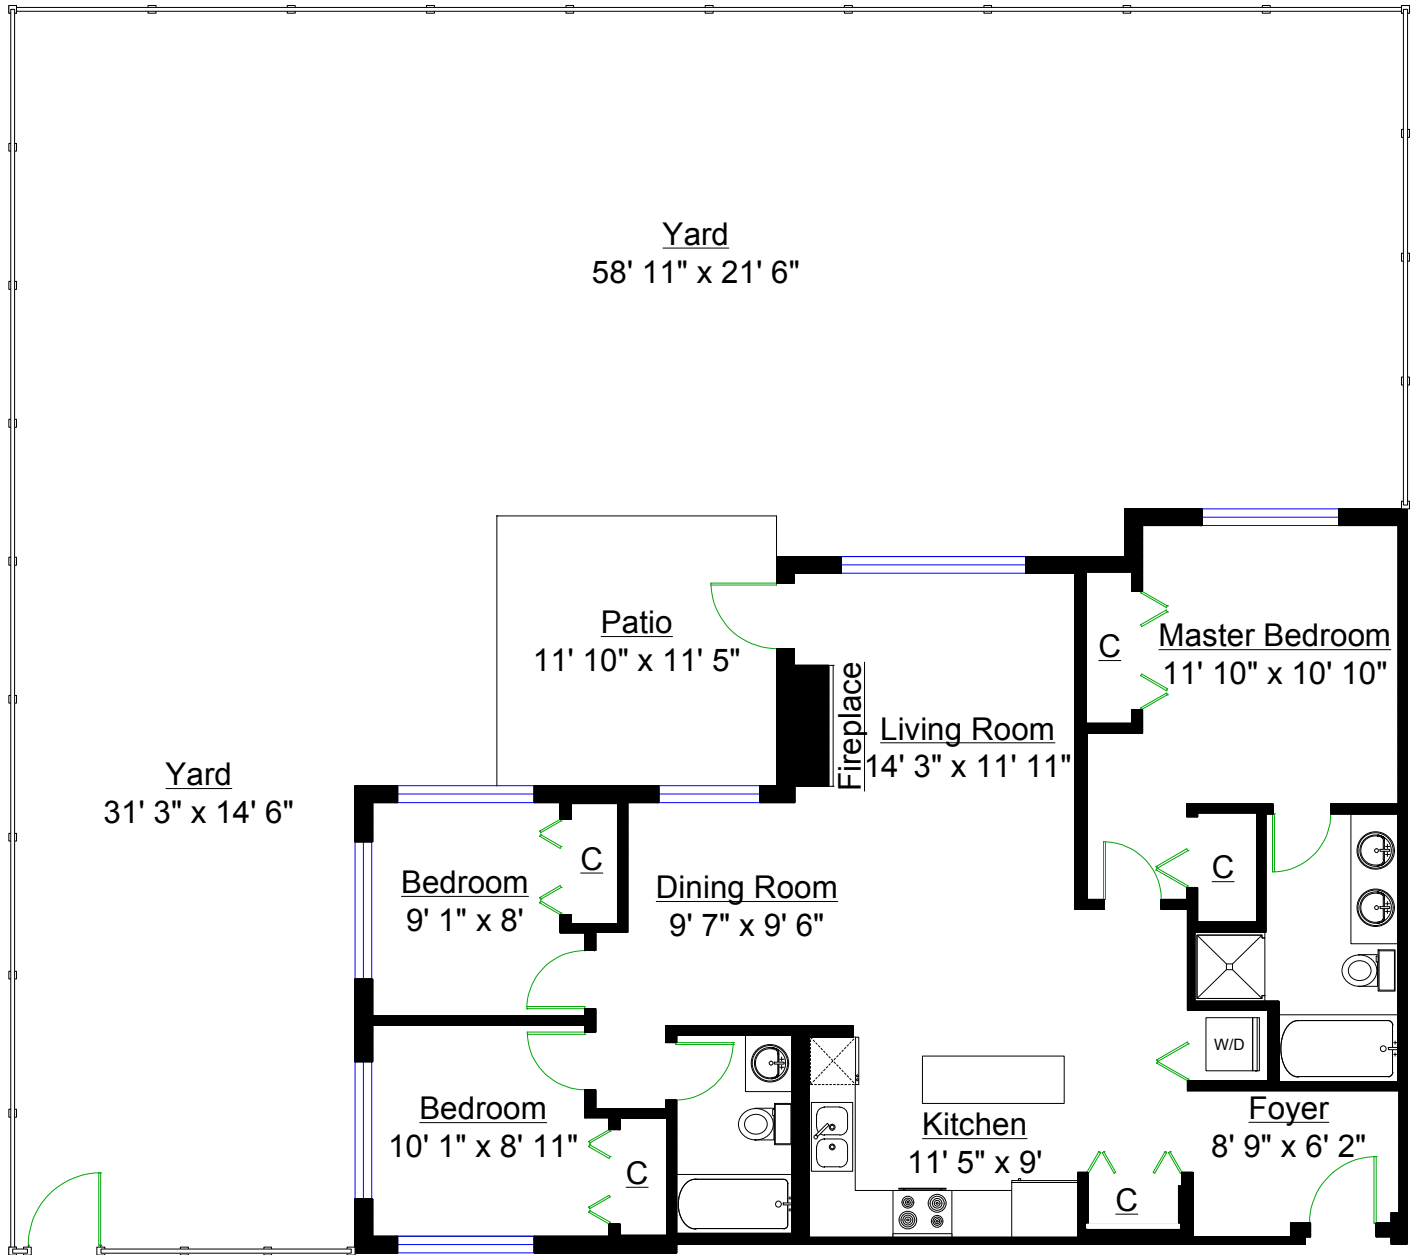 Yard
58' 11" x 21' 6"
Patio
11' 10" x 11' 5"
Fireplace
Living Room
14' 3" x 11' 11"
C
Master Bedroom
11' 10" x 10' 10"
Yard
31' 3" x 14' 6"
Bedroom
9' 1" x 8'
C
Dining Room
9' 7" x 9' 6"
C
W/D
Bedroom
10' 1" x 8' 11"
C
Kitchen
11' 5" x 9'
C
Foyer
8' 9" x 6' 2"